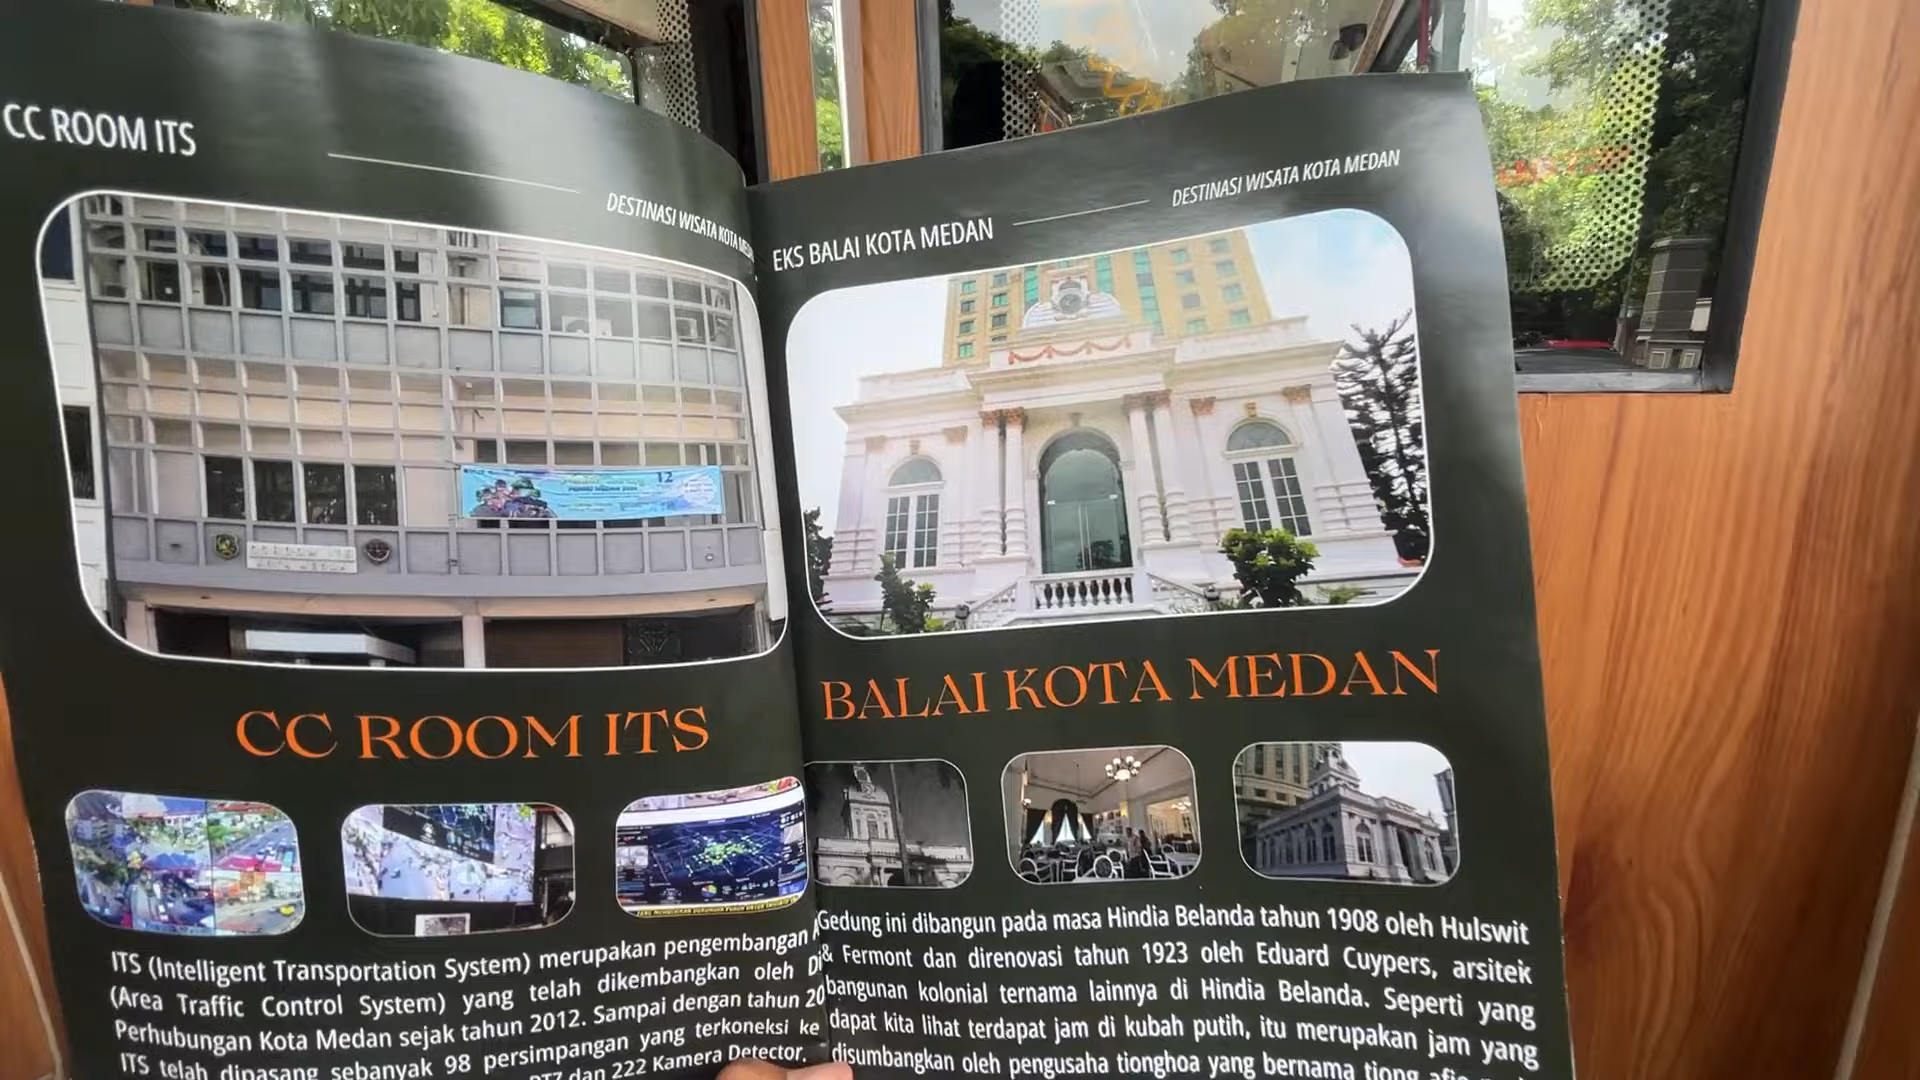 CC ROOM ITS
DESTINASI WISATA KOTA
CC ROOM ITS
ITS (Intelligent Transportation System) merupakan pengembangan
(Area Traffic Control System) yang telah dikembangkan oleh
Perhubungan Kota Medan sejak tahun 2012. Sampai dengan tahun
ITS telah dipasang sebanyak 98 persimpangan yang terkoneksi ke
dan 222 Kamera Detector.
EKS BALAI KOTA MEDAN
DESTINASI WISATA KOTA MEDAN
BALAI KOTA MEDAN
Gedung ini dibangun pada masa Hindia Belanda tahun 1908 oleh Hulswit
& Fermont dan direnovasi tahun 1923 oleh Eduard Cuypers, arsitek
bangunan kolonial ternama lainnya di Hindia Belanda. Seperti yang
dapat kita lihat terdapat jam di kubah putih, itu merupakan jam yang
disumbangkan oleh pengusaha tionghoa yang bernama tjong